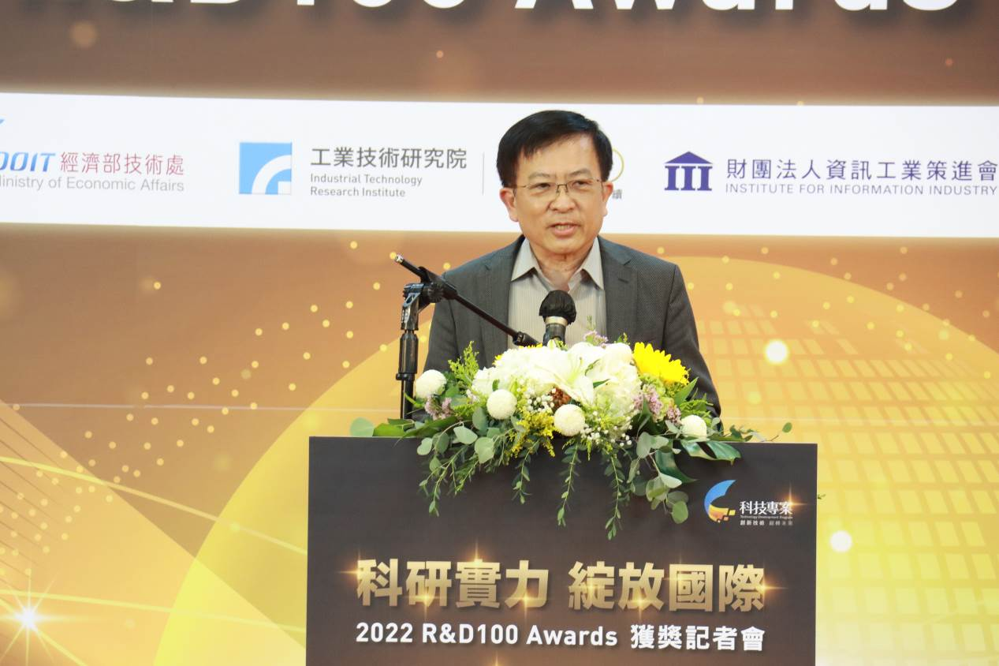 R&D100 Awards
DOIT 經濟部技術處
Ministry of Economic Affairs
工業技術研究院
Industrial Technology
Research Institute
續
財團法人資訊工業策進會
INSTITUTE FOR INFORMATION INDUSTRY
科技專案
Technology Development Program
創新技術 翻轉未來
科研實力 綻放國際
2022 R&D100 Awards 獲獎記者會